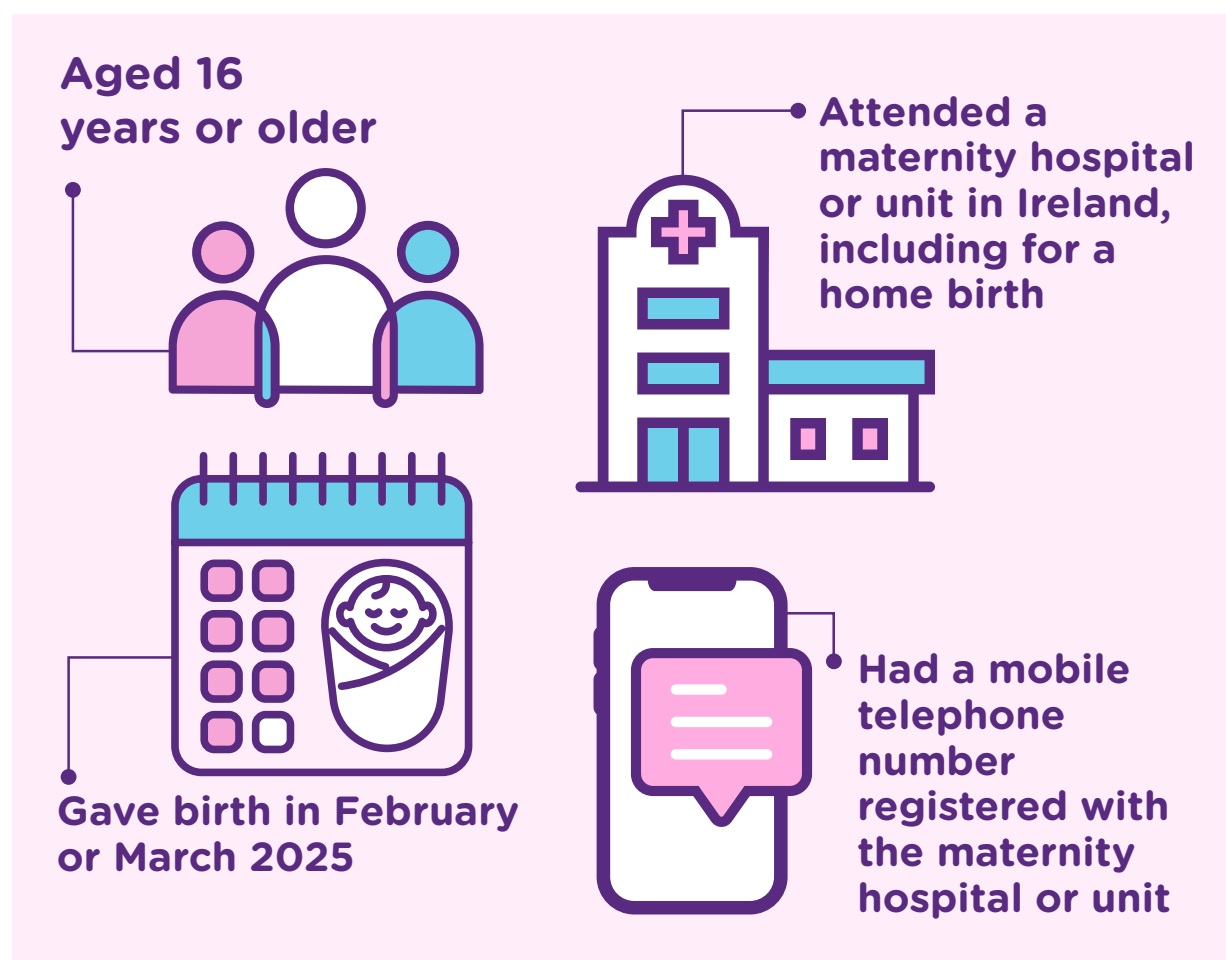 Aged 16
years or older
Attended a
maternity hospital
or unit in Ireland,
including for a
home birth
Gave birth in February
or March 2025
Had a mobile
telephone
number
registered with
the maternity
hospital or unit